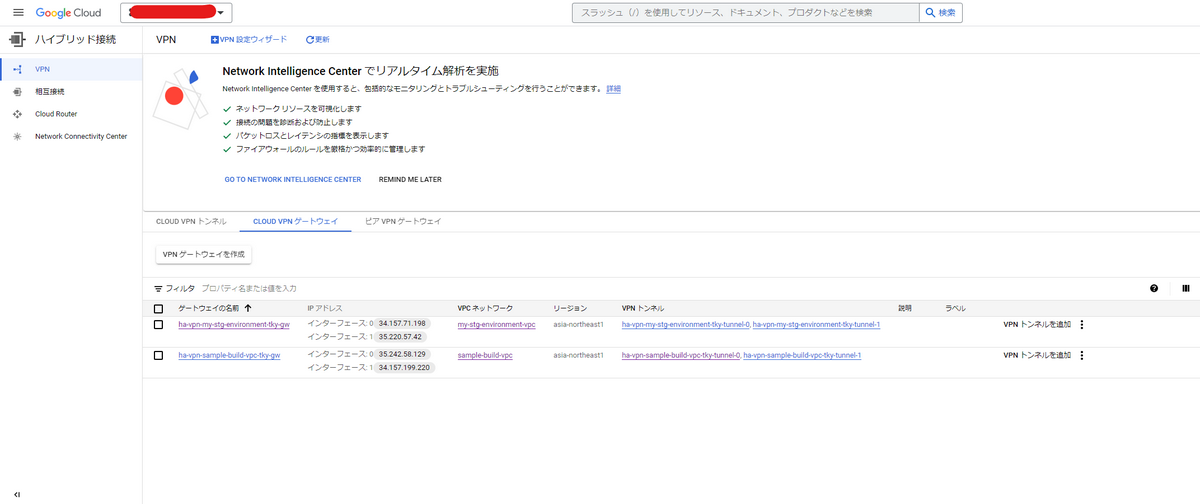 Google Cloud
スラッシュ（/）を使用してリソース、ドキュメント、プロダクトなどを検索
検索
ハイブリッド接続
VPN
VPN 設定ウィザード
更新
VPN
相互接続
Cloud Router
Network Connectivity Center
Network Intelligence Center でリアルタイム解析を実施
Network Intelligence Center を使用すると、包括的なモニタリングとトラブルシューティングを行うことができます。 詳細
ネットワーク リソースを可視化します
接続の問題を診断および防止します
パケットロスとレイテンシの指標を表示します
ファイアウォールのルールを厳格かつ効率的に管理します
GO TO NETWORK INTELLIGENCE CENTER REMIND ME LATER
CLOUD VPN トンネル CLOUD VPN ゲートウェイ ピア VPN ゲートウェイ
VPN ゲートウェイを作成
フィルタ プロパティ名または値を入力
ゲートウェイの名前 IP アドレス VPC ネットワーク リージョン VPN トンネル 説明 ラベル
ha-vpn-my-stg-environment-tky-gw インターフェース: 0 34.157.71.198 my-stg-environment-vpc asia-northeast1 ha-vpn-my-stg-environment-tky-tunnel-0, ha-vpn-my-stg-environment-tky-tunnel-1 VPN トンネルを追加
インターフェース: 1 35.220.57.42
ha-vpn-sample-build-vpc-tky-gw インターフェース: 0 35.242.58.129 sample-build-vpc asia-northeast1 ha-vpn-sample-build-vpc-tky-tunnel-0, ha-vpn-sample-build-vpc-tky-tunnel-1 VPN トンネルを追加
インターフェース: 1 34.157.199.220